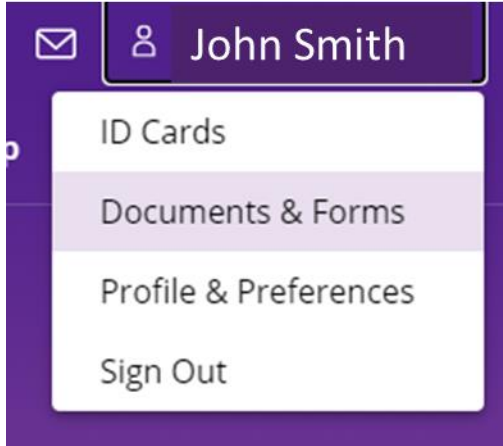 John Smith
ID Cards
p
Documents & Forms
Profile & Preferences
Sign Out